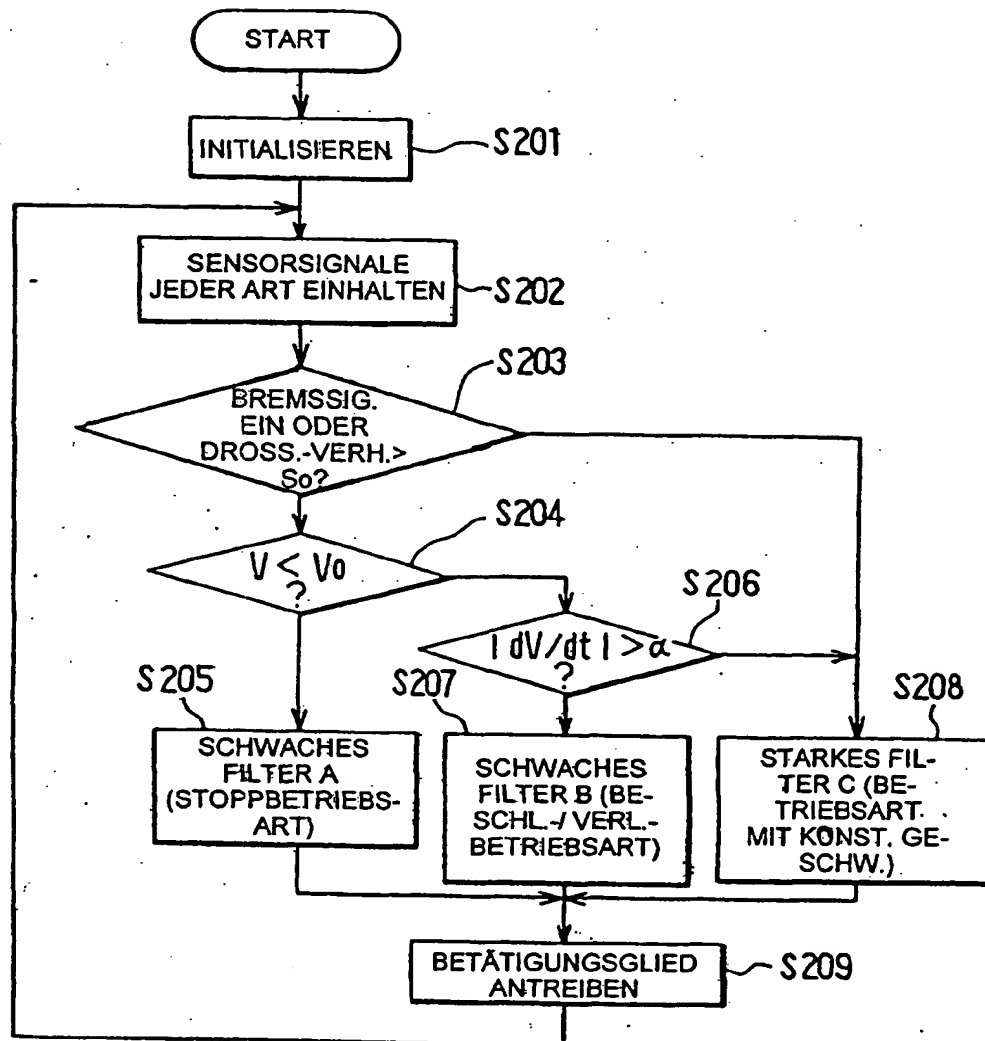 START
INITIALISIEREN
S201
SENSORSIGNALE
JEDER ART EINHALTEN
S202
S203
BREMSSIG.
EIN ODER
DROSS.-VERH.>
So?
S204
V < Vo
?
S206
| dV/dt | > α
?
S205
SCHWACHES
FILTER A
(STOPPBETRIEBS-
ART)
S207
SCHWACHES
FILTER B (BE-
SCHL.-/ VERL.-
BETRIEBSART)
S208
STARKES FIL-
TER C (BE-
TRIEBSART
MIT KONST. GE-
SCHW.)
BETÄTIGUNGSGLIED
ANTREIBEN
S209